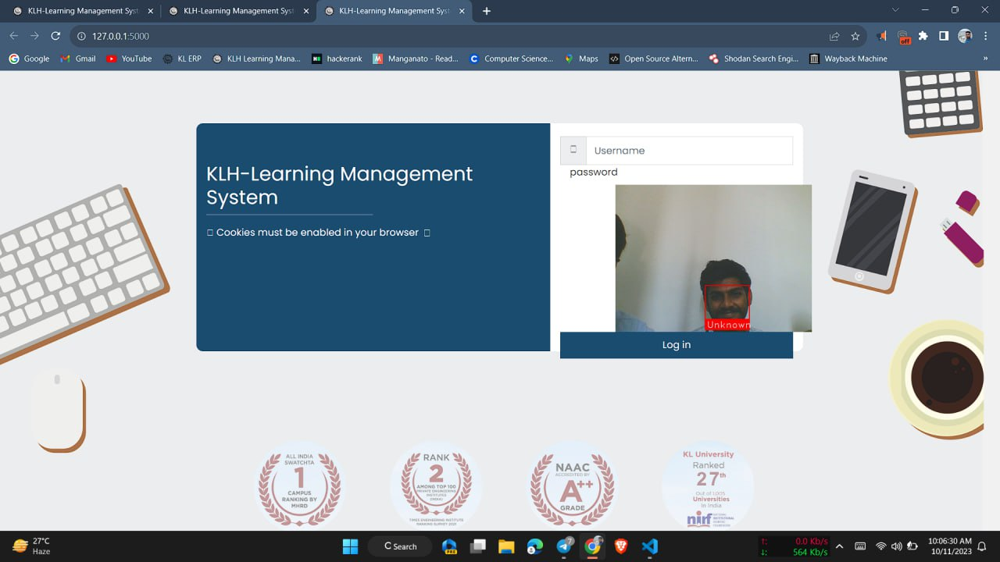 KLH-Learning Management Syst
KLH-Learning Management Syst
KLH-Learning Management Syst
127.0.0.1:5000
off
Google
Gmail
YouTube
KL ERP
KLH Learning Mana...
hackerank
Manganato - Read...
Computer Science...
Maps
Open Source Altern...
Shodan Search Engi...
Wayback Machine
»
KLH-Learning Management
System
Cookies must be enabled in your browser
Username
password
Unknown
Log in
ALL INDIA
SWATCHTA
1
CAMPUS
RANKING BY
MHRD
RANK
2
AMONG TOP 100
PRIVATE ENGINEERING
INSTITUTES
(INDIA)
TIMES ENGINEERING INSTITUTE
RANKING SURVEY 2021
NAAC
ACCREDITED BY
A++
GRADE
KL University
Ranked
27th
Out of 1,005
Universities
In India
nirf
27°C
Haze
Search
PRE
7
↑: 0.0 Kb/s
↓: 564 Kb/s
10:06:30 AM
10/11/2023